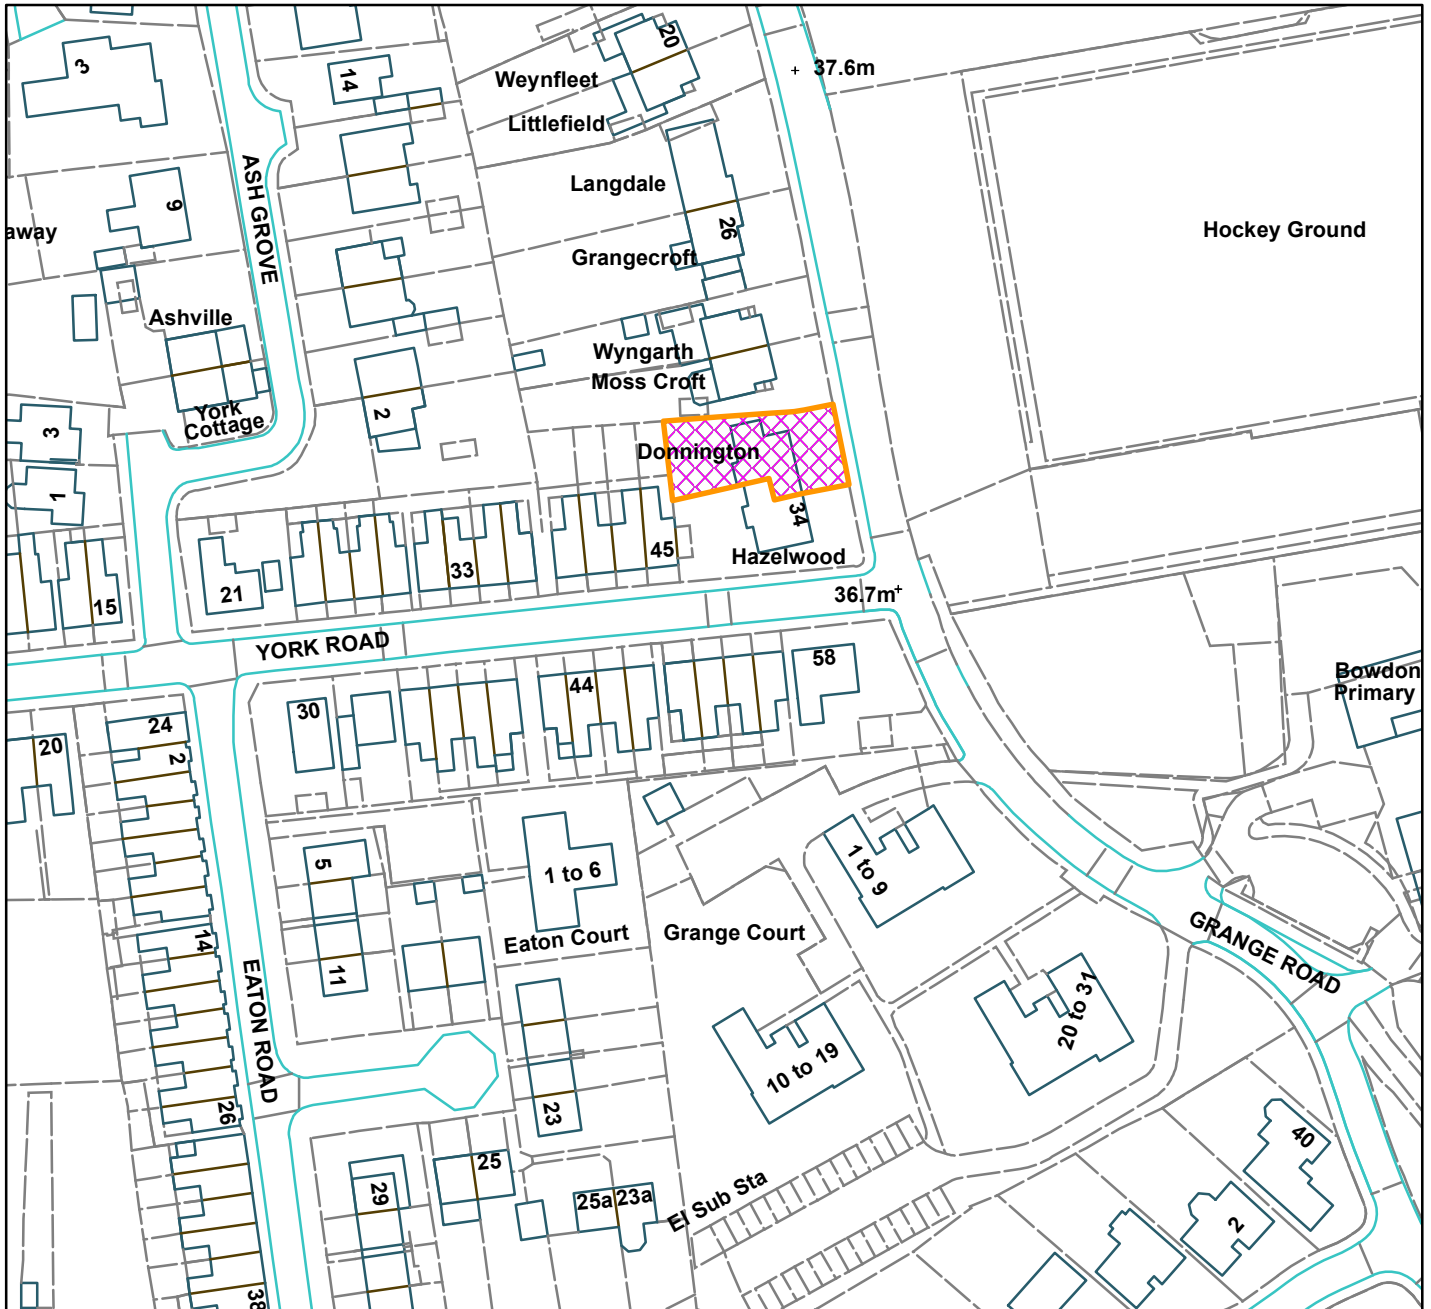 3
14
20
Weynfleet
37.6m
Littlefield
ASH GROVE
Langdale
9
26
away
Hockey Ground
Grangecroft
Ashville
Wyngarth
Moss Croft
York
Cottage
2
3
Donnington
1
34
45
Hazelwood
33
21
15
36.7m
YORK ROAD
58
Bowdon
Primary
44
30
24
20
2
5
1 to 6
1 to 9
14
Eaton Court
Grange Court
GRANGE ROAD
11
EATON ROAD
20 to 31
10 to 19
26
23
40
25
29
25a
23a
El Sub Sta
2
38